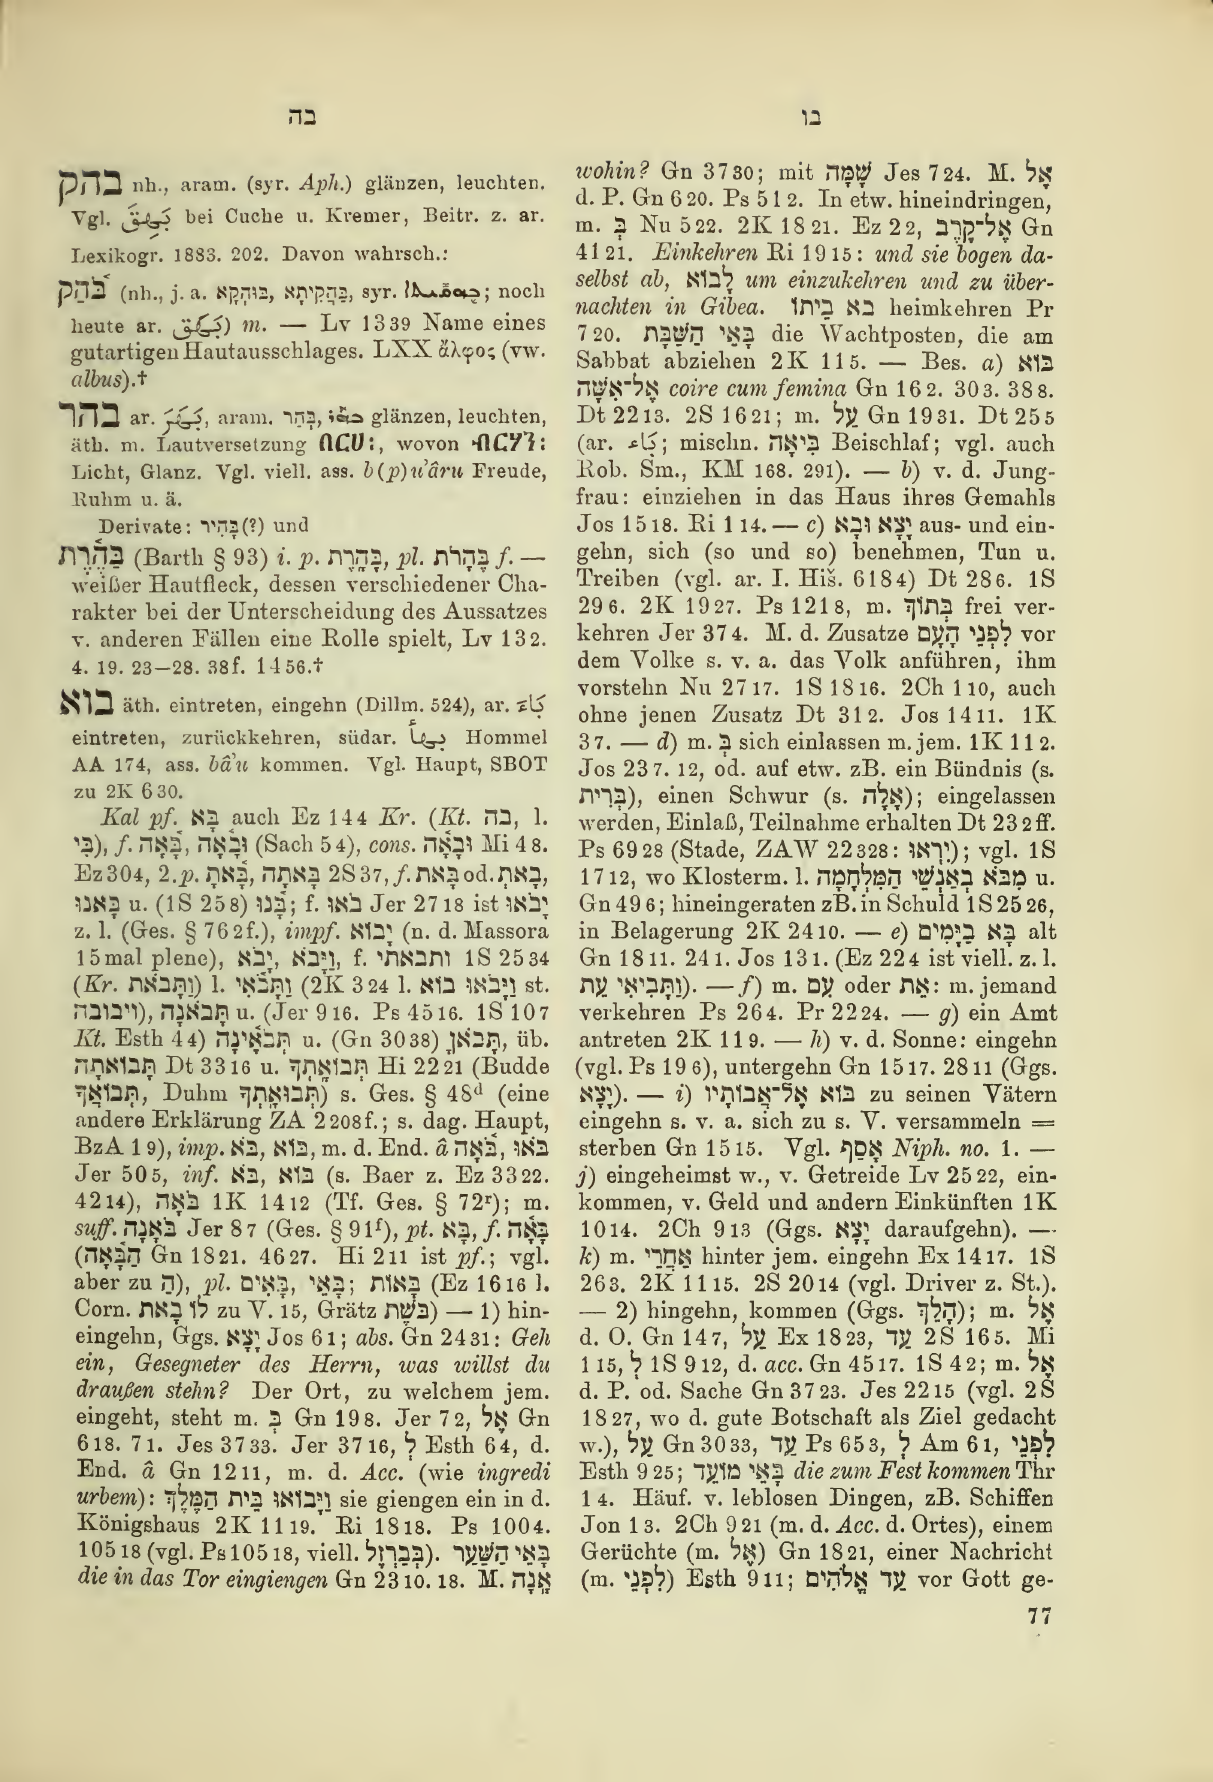 בה
בו
בהק nh., aram. (syr. Aph.) glänzen, leuchten.
Vgl. بَهِقَ bei Cuche u. Kremer, Beitr. z. ar.
Lexikogr. 1883. 202. Davon wahrsch.:
בֹּהַק (nh., j. a. בּוּהֲקָא, בַּהֲקִיתָא, syr. ; noch
heute ar. بَهَق) m. — Lv 13 39 Name eines
gutartigen Hautausschlages. LXX ἄλφος (vw.
albus).†
בהר ar. بَهَرَ, aram. בְּהַר, glänzen, leuchten,
äth. m. Lautversetzung በርሀ:, wovon ብርሃን:
Licht, Glanz. Vgl. viell. ass. b(p)u'âru Freude,
Ruhm u. ä.
Derivate: בָּהִיר(?) und
בַּהֶרֶת (Barth § 93) i. p. בֶּהָרֶת, pl. בֶּהָרֹת f. —
weißer Hautfleck, dessen verschiedener Cha-
rakter bei der Unterscheidung des Aussatzes
v. anderen Fällen eine Rolle spielt, Lv 13 2.
4. 19. 23—28. 38f. 14 56.†
בוא äth. eintreten, eingehn (Dillm. 524), ar. بَاءَ
eintreten, zurückkehren, südar. Hommel
AA 174, ass. bâ'u kommen. Vgl. Haupt, SBOT
zu 2K 6 30.
Kal pf. בָּא auch Ez 14 4 Kr. (Kt. בה, l.
בִּי), f. בָּאָה, וּבָאָה (Sach 5 4), cons. וּבָאָה Mi 4 8.
Ez 30 4, 2. p. בָּאתָ, בָּאתָה 2S 3 7, f. בָּאת od. בָּאתְ,
בָּאנוּ u. (1S 25 8) בָּנוּ; f. בֹאוּ Jer 27 18 ist יָבֹאוּ
z. l. (Ges. § 76 2f.), impf. יָבוֹא (n. d. Massora
15 mal plene), יָבֹא, וַיָּבֹא, f. ותבאתי 1S 25 34
(Kr. וַתָּבֹאת) l. וַתָּבֹאִי (2K 3 24 l. וַיָּבֹאוּ בוֹא st.
ויבובה), תָּבֹאנָה u. (Jer 9 16. Ps 45 16. 1S 10 7
Kt. Esth 4 4) תְּבֹאֶינָה u. (Gn 30 38) תָּבֹאןָ, üb.
תָּבוֹאתָה Dt 33 16 u. תְּבוֹאָתְךָ Hi 22 21 (Budde
תְּבוֹאֲךָ, Duhm תְּבוּאָתְךָ) s. Ges. § 48d (eine
andere Erklärung ZA 2 208f.; s. dag. Haupt,
BzA 1 9), imp. בֹּא, בּוֹא, m. d. End. â בֹּאָה, בֹּאוּ
Jer 50 5, inf. בֹּא, בּוֹא (s. Baer z. Ez 33 22.
42 14), בֹּאָה 1K 14 12 (Tf. Ges. § 72r); m.
suff. בֹּאָנָה Jer 8 7 (Ges. § 91f), pt. בָּא, f. בָּאָה
(הַבָּאָה Gn 18 21. 46 27. Hi 2 11 ist pf.; vgl.
aber zu הַ), pl. בָּאִים, בָּאֵי; בָּאוֹת (Ez 16 16 l.
Corn. לוֹ בָאת zu V. 15, Grätz בֹּשְׁתְּ) — 1) hin-
eingehn, Ggs. יָצָא Jos 6 1; abs. Gn 24 31: Geh
ein, Gesegneter des Herrn, was willst du
draußen stehn? Der Ort, zu welchem jem.
eingeht, steht m. בְּ Gn 19 8. Jer 7 2, אֶל Gn
6 18. 7 1. Jes 37 33. Jer 37 16, לְ Esth 6 4, d.
End. â Gn 12 11, m. d. Acc. (wie ingredi
urbem): וַיָּבוֹאוּ בֵּית הַמֶּלֶךְ sie giengen ein in d.
Königshaus 2K 11 19. Ri 18 18. Ps 100 4.
105 18 (vgl. Ps 105 18, viell. בְּבַרְזֶל). בָּאֵי הַשַּׁעַר
die in das Tor eingiengen Gn 23 10. 18. M. אָנָה
wohin? Gn 37 30; mit שָׁמָּה Jes 7 24. M. אֶל
d. P. Gn 6 20. Ps 51 2. In etw. hineindringen,
m. בְּ Nu 5 22. 2K 18 21. Ez 2 2, אֶל־קֶרֶב Gn
41 21. Einkehren Ri 19 15: und sie bogen da-
selbst ab, לָבוֹא um einzukehren und zu über-
nachten in Gibea. בא בֵיתוֹ heimkehren Pr
7 20. בָּאֵי הַשַּׁבָּת die Wachtposten, die am
Sabbat abziehen 2K 11 5. — Bes. a) בּוֹא
אֶל־אִשָּׁה coire cum femina Gn 16 2. 30 3. 38 8.
Dt 22 13. 2S 16 21; m. עַל Gn 19 31. Dt 25 5
(ar. بَاءَ; mischn. בִּיאָה Beischlaf; vgl. auch
Rob. Sm., KM 168. 291). — b) v. d. Jung-
frau: einziehen in das Haus ihres Gemahls
Jos 15 18. Ri 1 14. — c) יָצָא וּבָא aus- und ein-
gehn, sich (so und so) benehmen, Tun u.
Treiben (vgl. ar. I. Hiš. 618 4) Dt 28 6. 1S
29 6. 2K 19 27. Ps 121 8, m. בְּתוֹךְ frei ver-
kehren Jer 37 4. M. d. Zusatze לִפְנֵי הָעָם vor
dem Volke s. v. a. das Volk anführen, ihm
vorstehn Nu 27 17. 1S 18 16. 2Ch 1 10, auch
ohne jenen Zusatz Dt 31 2. Jos 14 11. 1K
3 7. — d) m. בְּ sich einlassen m. jem. 1K 11 2.
Jos 23 7. 12, od. auf etw. zB. ein Bündnis (s.
בְּרִית), einen Schwur (s. אָלָה); eingelassen
werden, Einlaß, Teilnahme erhalten Dt 23 2ff.
Ps 69 28 (Stade, ZAW 22 328: יִרְאוּ); vgl. 1S
17 12, wo Klosterm. l. מִבֹּא בְאַנְשֵׁי הַמִּלְחָמָה u.
Gn 49 6; hineingeraten zB. in Schuld 1S 25 26,
in Belagerung 2K 24 10. — e) בָּא בַיָּמִים alt
Gn 18 11. 24 1. Jos 13 1. (Ez 22 4 ist viell. z. l.
וַתָּבִיאִי עֵת). — f) m. עִם oder אֵת: m. jemand
verkehren Ps 26 4. Pr 22 24. — g) ein Amt
antreten 2K 11 9. — h) v. d. Sonne: eingehn
(vgl. Ps 19 6), untergehn Gn 15 17. 28 11 (Ggs.
יָצָא). — i) בּוֹא אֶל־אֲבוֹתָיו zu seinen Vätern
eingehn s. v. a. sich zu s. V. versammeln =
sterben Gn 15 15. Vgl. אָסַף Niph. no. 1. —
j) eingeheimst w., v. Getreide Lv 25 22, ein-
kommen, v. Geld und andern Einkünften 1K
10 14. 2Ch 9 13 (Ggs. יָצָא daraufgehn). —
k) m. אַחֲרֵי hinter jem. eingehn Ex 14 17. 1S
26 3. 2K 11 15. 2S 20 14 (vgl. Driver z. St.).
— 2) hingehn, kommen (Ggs. הָלַךְ); m. אֶל
d. O. Gn 14 7, עַל Ex 18 23, עַד 2S 16 5. Mi
1 15, לְ 1S 9 12, d. acc. Gn 45 17. 1S 4 2; m. אֶל
d. P. od. Sache Gn 37 23. Jes 22 15 (vgl. 2S
18 27, wo d. gute Botschaft als Ziel gedacht
w.), עַל Gn 30 33, עַד Ps 65 3, לְ Am 6 1, לִפְנֵי
Esth 9 25; בָּאֵי מוֹעֵד die zum Fest kommen Thr
1 4. Häuf. v. leblosen Dingen, zB. Schiffen
Jon 1 3. 2Ch 9 21 (m. d. Acc. d. Ortes), einem
Gerüchte (m. אֶל) Gn 18 21, einer Nachricht
(m. לִפְנֵי) Esth 9 11; עַד אֱלֹהִים vor Gott ge-
77